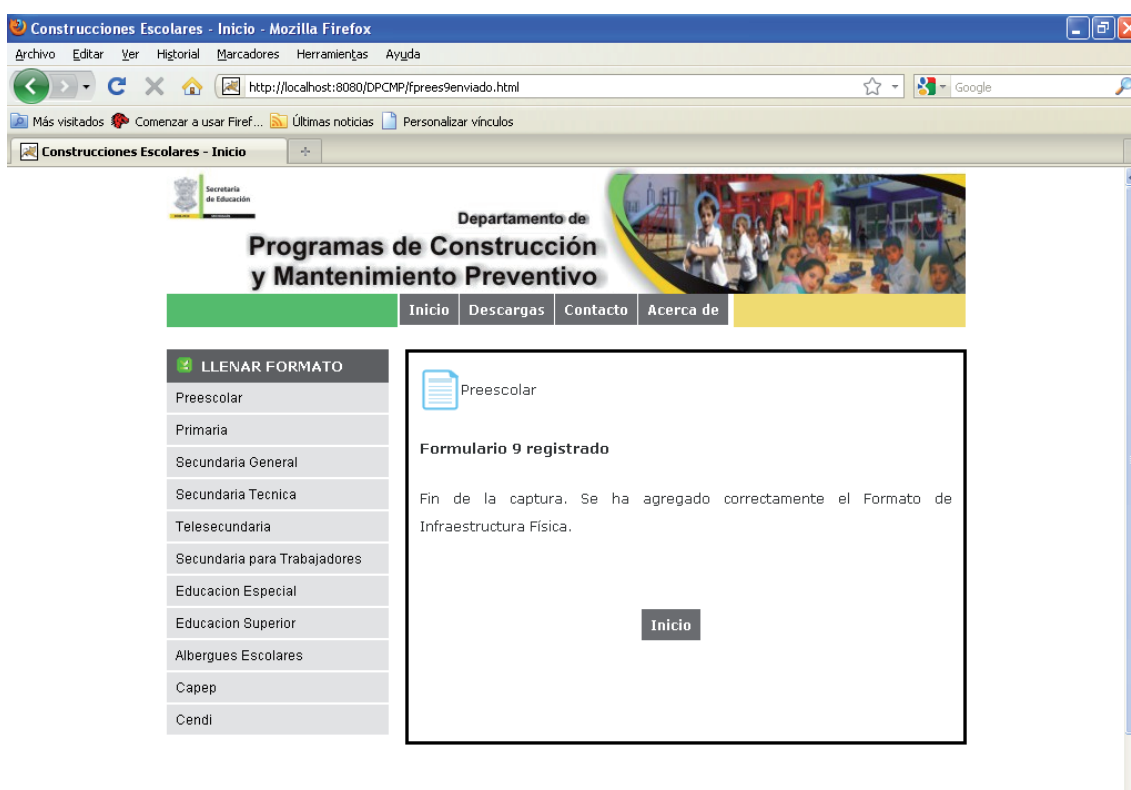 Construcciones Escolares - Inicio - Mozilla Firefox
Archivo Editar Ver Historial Marcadores Herramientas Ayuda
http://localhost:8080/DPCMP/fprees9enviado.html Google
Más visitados Comenzar a usar Firef... Últimas noticias Personalizar vínculos
Construcciones Escolares - Inicio
Secretaría
de Educación
Departamento de
Programas de Construcción
y Mantenimiento Preventivo
Inicio Descargas Contacto Acerca de
LLENAR FORMATO
Preescolar
Primaria
Secundaria General
Secundaria Tecnica
Telesecundaria
Secundaria para Trabajadores
Educacion Especial
Educacion Superior
Albergues Escolares
Capep
Cendi
Preescolar
Formulario 9 registrado
Fin de la captura. Se ha agregado correctamente el Formato de
Infraestructura Física.
Inicio